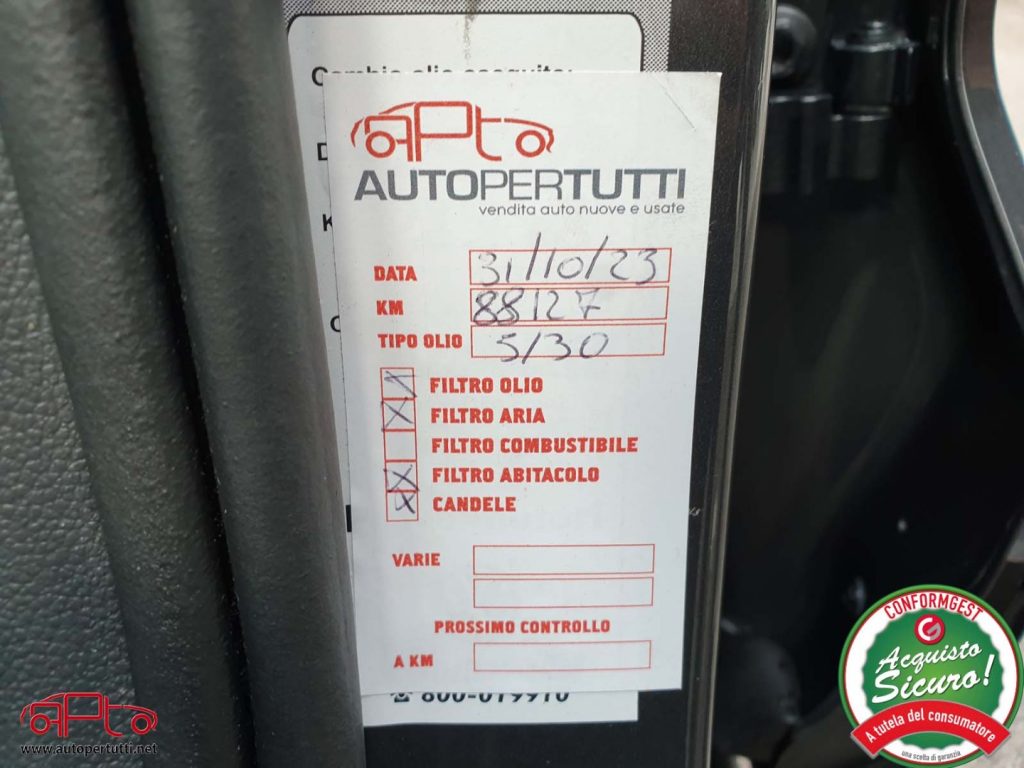 APto
AUTOPERTUTTI
vendita auto nuove e usate
DATA 31/10/23
KM 88127
TIPO OLIO 5/30
FILTRO OLIO
FILTRO ARIA
FILTRO COMBUSTIBILE
FILTRO ABITACOLO
CANDELE
VARIE
PROSSIMO CONTROLLO
A KM
APto
www.autopertutti.net
CONFORMGEST
Acquisto
Sicuro!
A tutela del consumatore
una scelta di garanzia